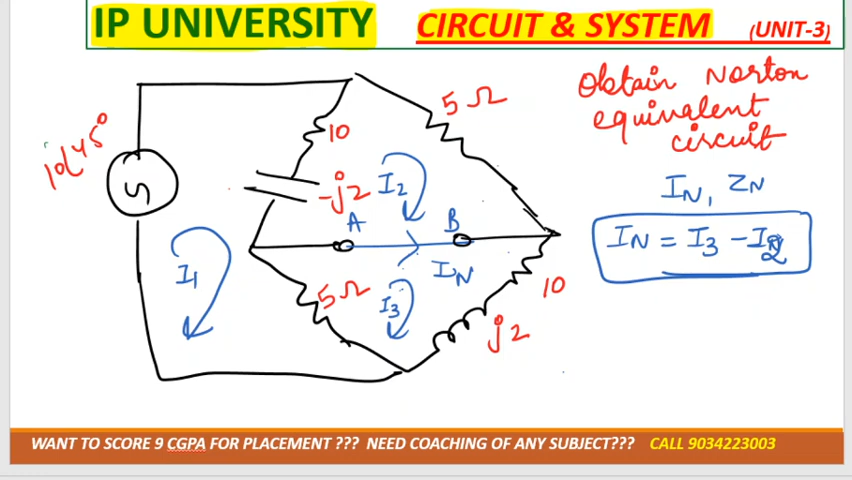 IP UNIVERSITY CIRCUIT & SYSTEM (UNIT-3)
Obtain Norton
equivalent
circuit
IN, ZN
IN = I3 - I2
10∠45°
10
5 Ω
-j2
I2
A
B
I1
IN
5 Ω
I3
10
j2
WANT TO SCORE 9 CGPA FOR PLACEMENT ??? NEED COACHING OF ANY SUBJECT??? CALL 9034223003